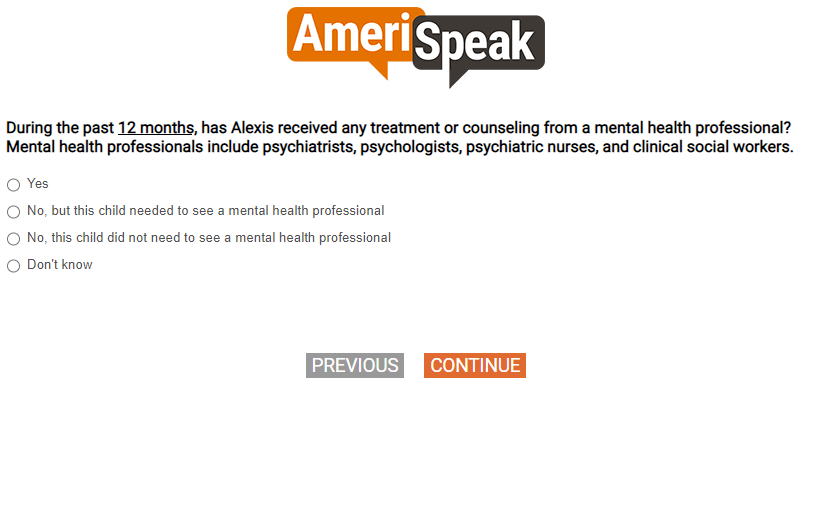 AmeriSpeak
During the past 12 months, has Alexis received any treatment or counseling from a mental health professional?
Mental health professionals include psychiatrists, psychologists, psychiatric nurses, and clinical social workers.
Yes
No, but this child needed to see a mental health professional
No, this child did not need to see a mental health professional
Don't know
PREVIOUS CONTINUE